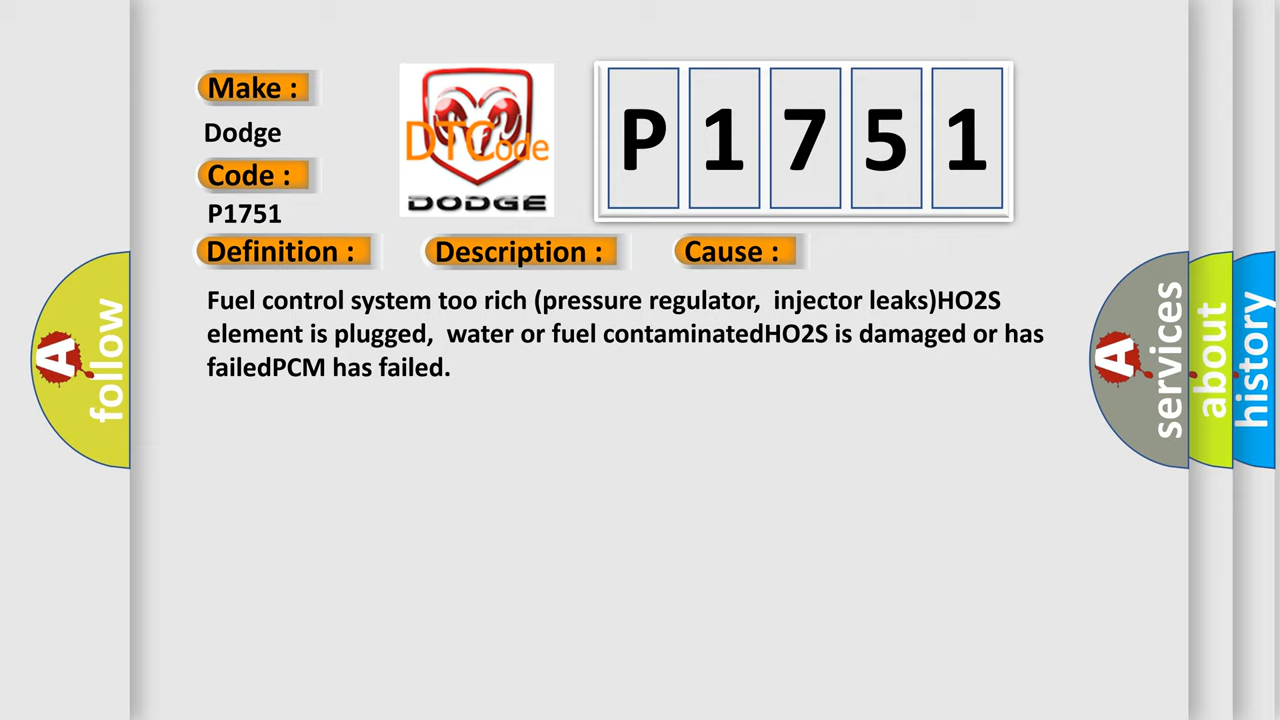 Make :
Dodge
Code :
P1751
DTCode
DODGE
P 1 7 5 1
Definition :
Description :
Cause :
Fuel control system too rich (pressure regulator,  injector leaks)HO2S
element is plugged,  water or fuel contaminatedHO2S is damaged or has
failedPCM has failed.
A follow
A services
about
history